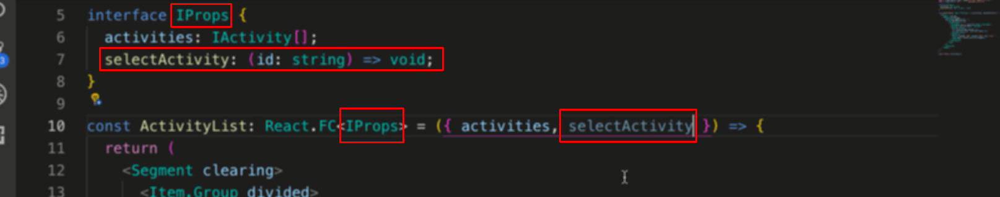 5 interface IProps {
6 activities: IActivity[];
7 selectActivity: (id: string) => void;
8 }
9
10 const ActivityList: React.FC<IProps> = ({ activities, selectActivity }) => {
11 return (
12 <Segment clearing>
13 <Item.Group divided>
3